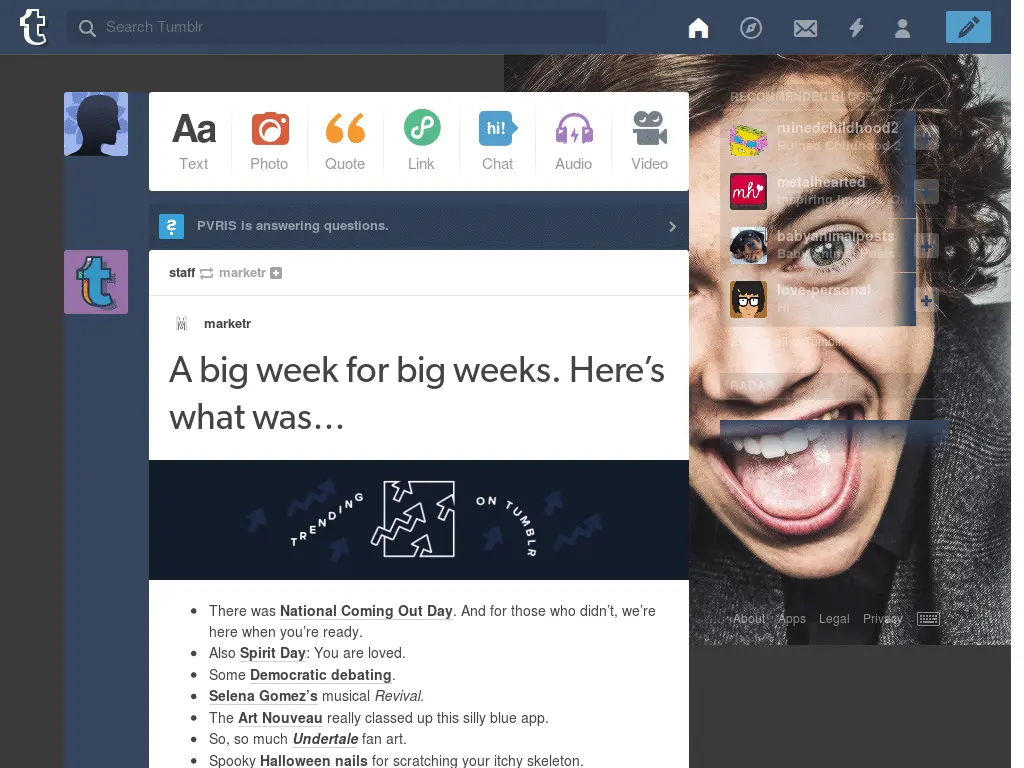 Search Tumblr
Aa
Text
Photo
Quote
Link
hi!
Chat
Audio
Video
PVRIS is answering questions.
staff marketr
marketr
A big week for big weeks. Here’s
what was...
TRENDING ON TUMBLR
There was National Coming Out Day. And for those who didn’t, we’re
here when you’re ready.
Also Spirit Day: You are loved.
Some Democratic debating.
Selena Gomez’s musical Revival.
The Art Nouveau really classed up this silly blue app.
So, so much Undertale fan art.
Spooky Halloween nails for scratching your itchy skeleton.
RECOMMENDED BLOGS
ruinedchildhood2
Ruined Childhood 2
mh
metalhearted
Inspiring Images, Qu
babyanimalposts
Baby Animal Posts
love-personal
Hi
all of Tumblr
RADAR
About Apps Legal Privacy